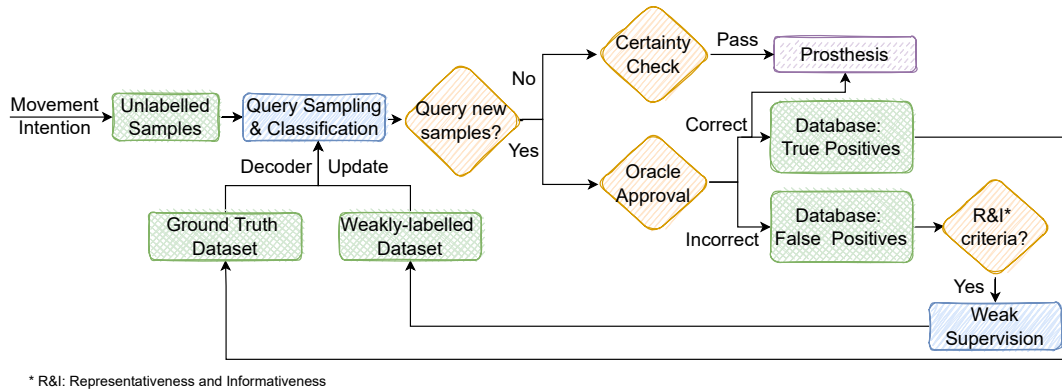 Movement
Intention
Unlabelled
Samples
Query Sampling
& Classification
Query new
samples?
No
Yes
Certainty
Check
Pass
Prosthesis
Oracle
Approval
Correct
Incorrect
Database:
True Positives
Database:
False Positives
R&I*
criteria?
Yes
Weak
Supervision
Decoder
Update
Ground Truth
Dataset
Weakly-labelled
Dataset
* R&I: Representativeness and Informativeness